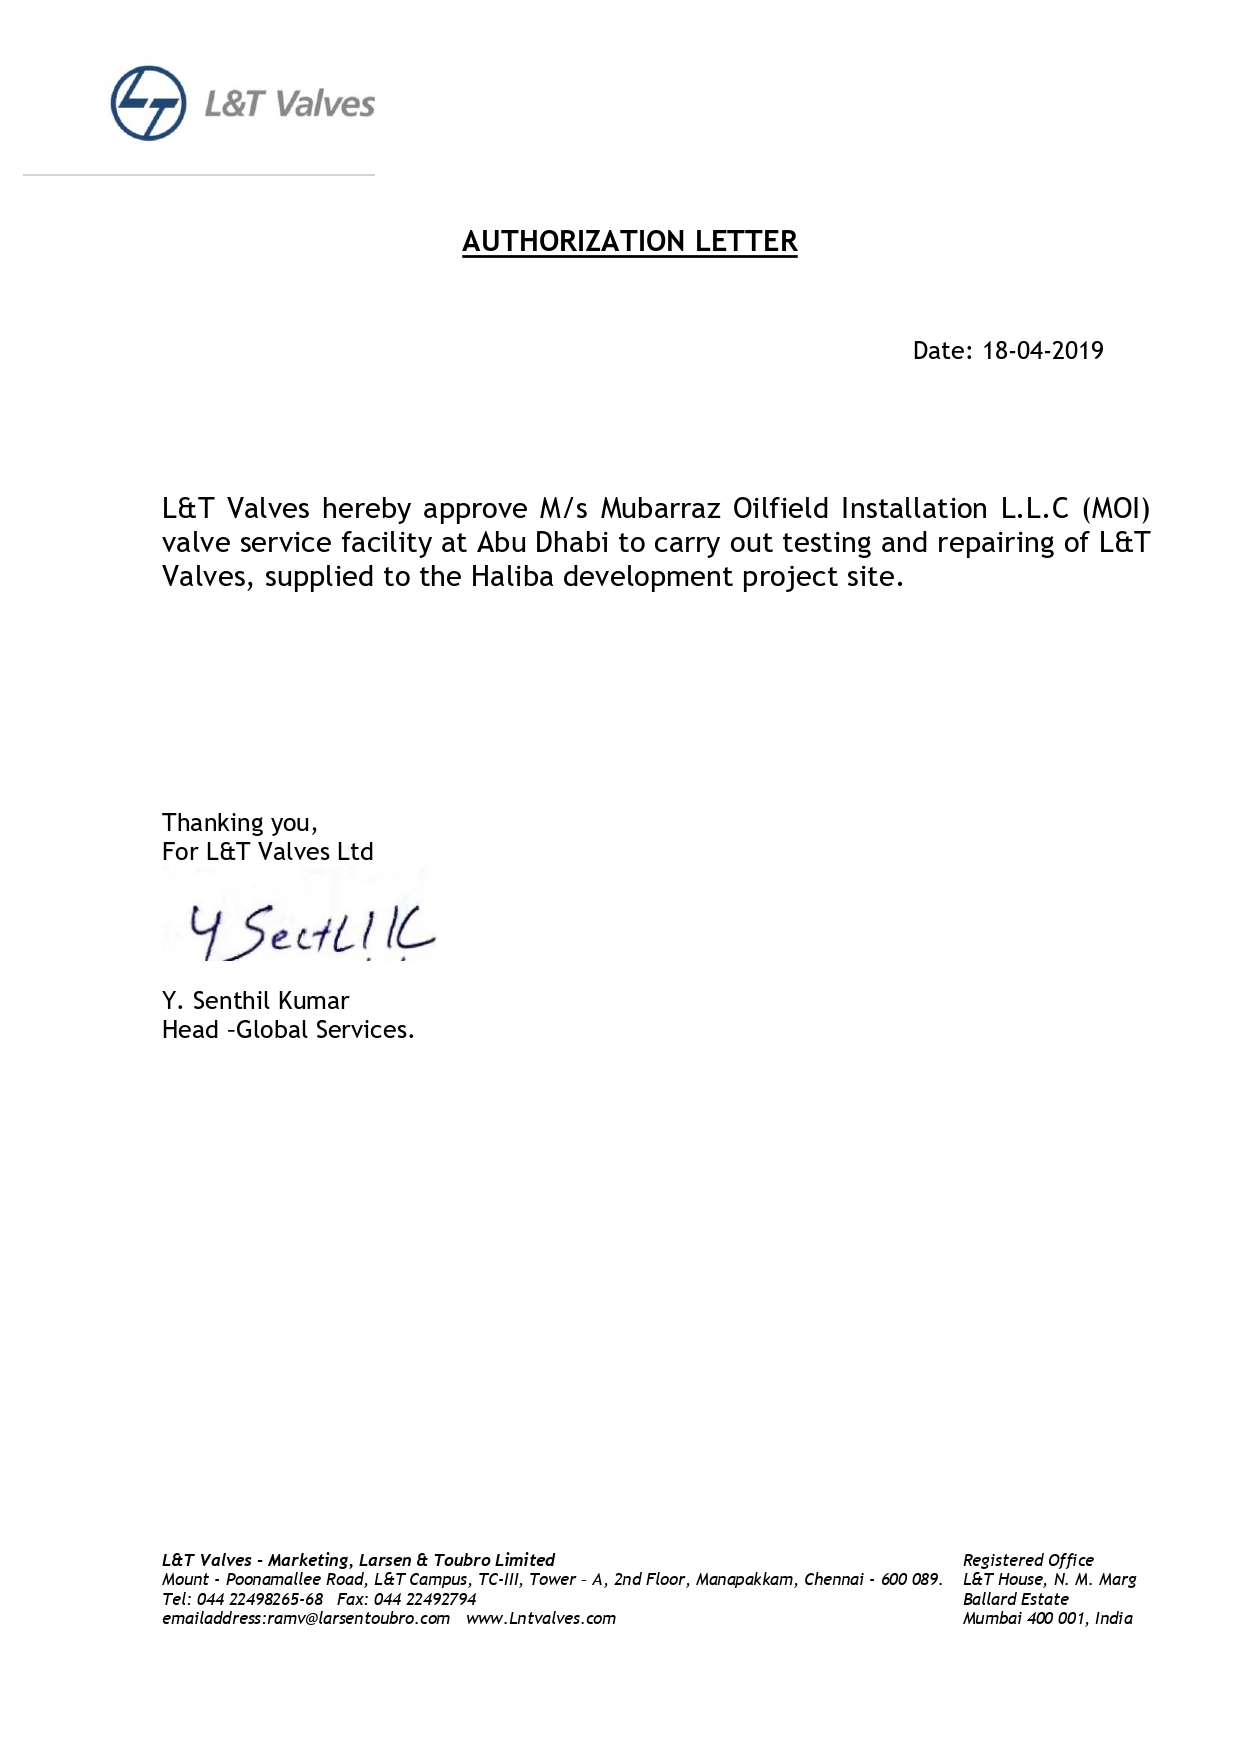 LT L&T Valves
AUTHORIZATION LETTER
Date: 18-04-2019
L&T Valves hereby approve M/s Mubarraz Oilfield Installation L.L.C (MOI)
valve service facility at Abu Dhabi to carry out testing and repairing of L&T
Valves, supplied to the Haliba development project site.
Thanking you,
For L&T Valves Ltd
Y. Senthil Kumar
Head –Global Services.
L&T Valves - Marketing, Larsen & Toubro Limited
Mount - Poonamallee Road, L&T Campus, TC-III, Tower – A, 2nd Floor, Manapakkam, Chennai - 600 089.
Tel: 044 22498265-68 Fax: 044 22492794
emailaddress:ramv@larsentoubro.com www.Lntvalves.com
Registered Office
L&T House, N. M. Marg
Ballard Estate
Mumbai 400 001, India